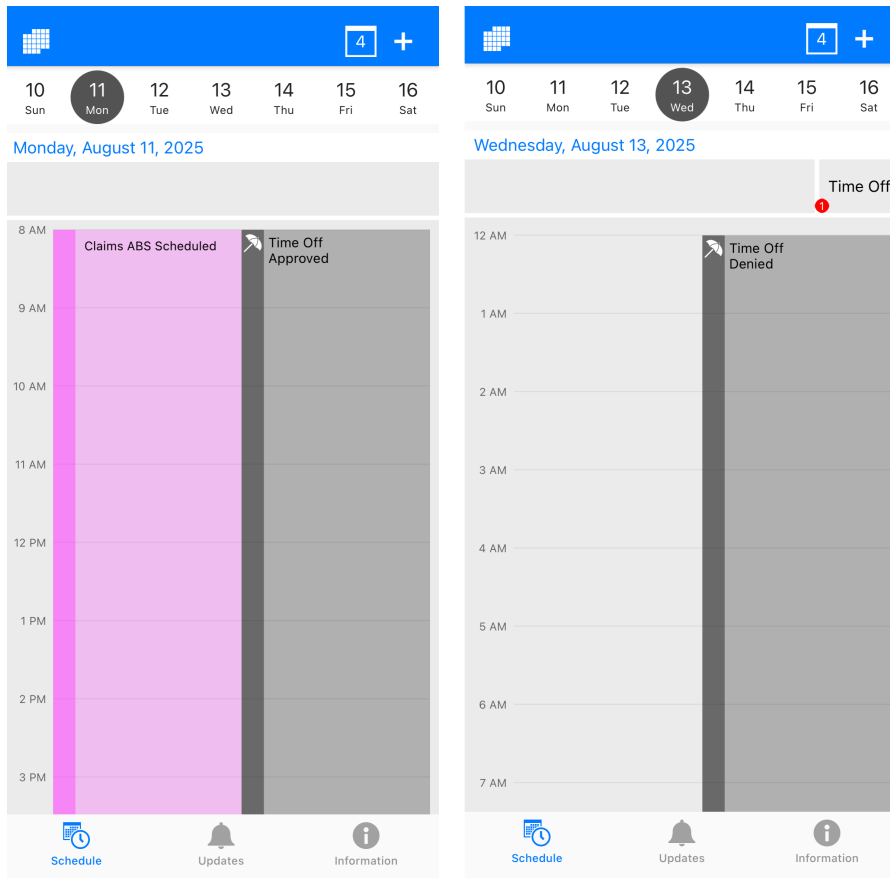 4
10 11 12 13 14 15 16
Sun Mon Tue Wed Thu Fri Sat
Monday, August 11, 2025
8 AM
Claims ABS Scheduled
Time Off
Approved
9 AM
10 AM
11 AM
12 PM
1 PM
2 PM
3 PM
Schedule Updates Information
4
10 11 12 13 14 15 16
Sun Mon Tue Wed Thu Fri Sat
Wednesday, August 13, 2025
Time Off
1
12 AM
Time Off
Denied
1 AM
2 AM
3 AM
4 AM
5 AM
6 AM
7 AM
Schedule Updates Information